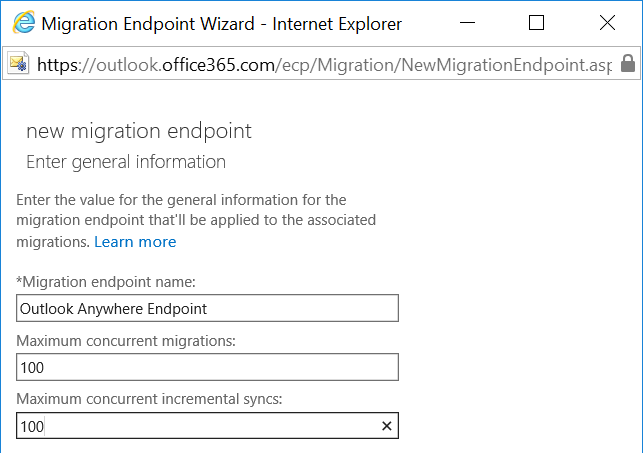 Migration Endpoint Wizard - Internet Explorer
https://outlook.office365.com/ecp/Migration/NewMigrationEndpoint.asp
new migration endpoint
Enter general information
Enter the value for the general information for the
migration endpoint that'll be applied to the associated
migrations. Learn more
*Migration endpoint name:
Outlook Anywhere Endpoint
Maximum concurrent migrations:
100
Maximum concurrent incremental syncs:
100